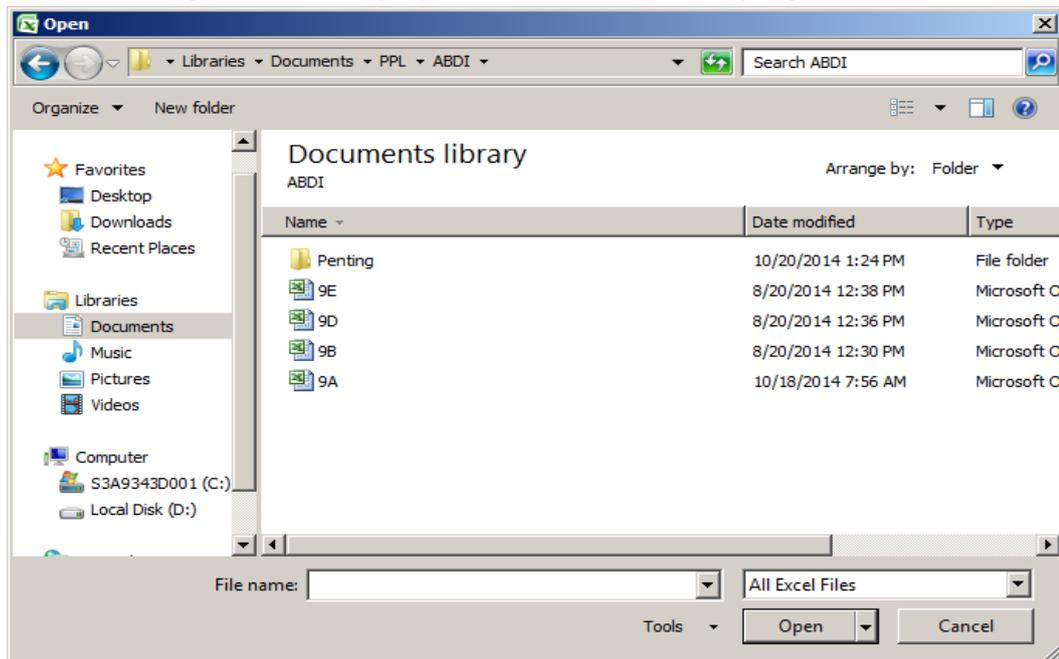 Open
Libraries Documents PPL ABDI
Search ABDI
Organize New folder
Favorites
Desktop
Downloads
Recent Places
Libraries
Documents
Music
Pictures
Videos
Computer
S3A9343D001 (C:)
Local Disk (D:)
Documents library
ABDI
Arrange by: Folder
Name Date modified Type
Penting 10/20/2014 1:24 PM File folder
9E 8/20/2014 12:38 PM Microsoft O
9D 8/20/2014 12:36 PM Microsoft O
9B 8/20/2014 12:30 PM Microsoft O
9A 10/18/2014 7:56 AM Microsoft O
File name: All Excel Files
Tools Open Cancel